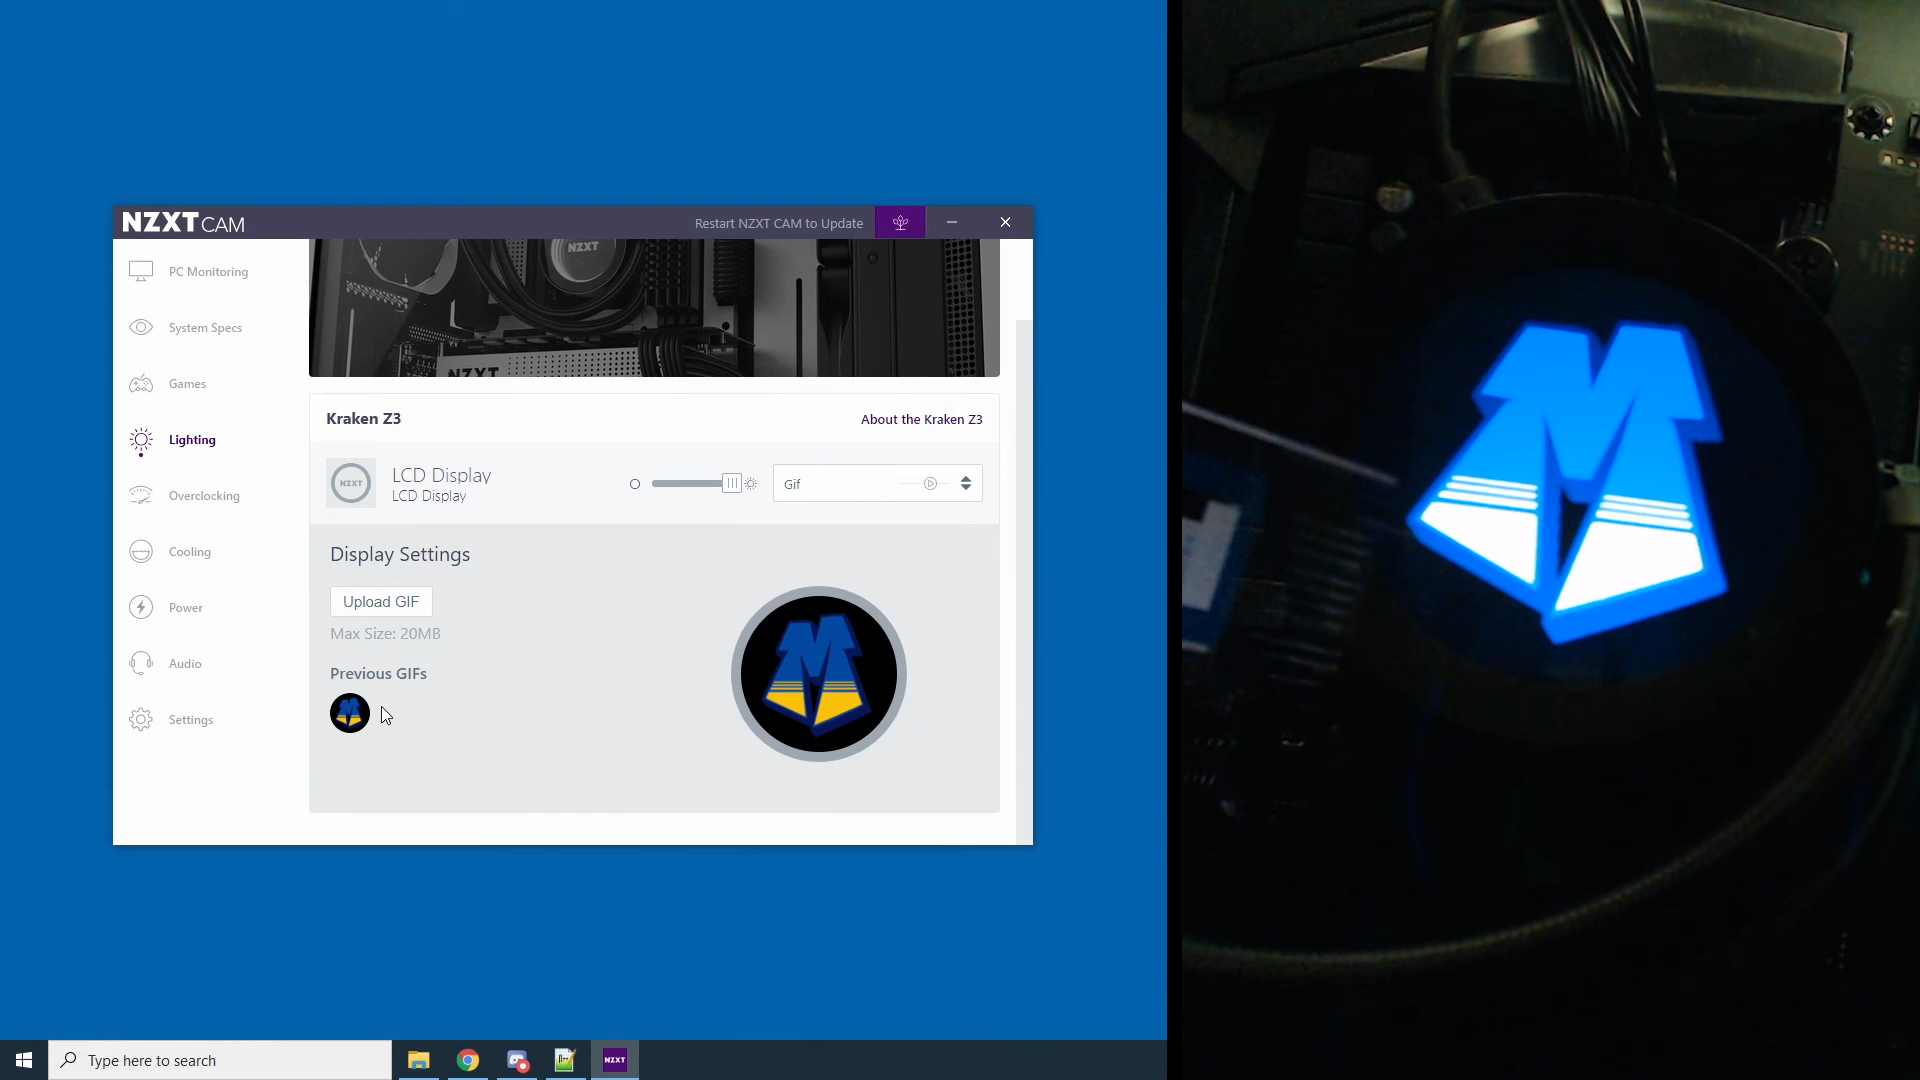 NZXT CAM
Restart NZXT CAM to Update
PC Monitoring
System Specs
Games
Lighting
Overclocking
Cooling
Power
Audio
Settings
NZXT
NZXT
Kraken Z3
About the Kraken Z3
NZXT
LCD Display
LCD Display
Gif
Display Settings
Upload GIF
Max Size: 20MB
Previous GIFs
M
M
M
Type here to search
NZXT